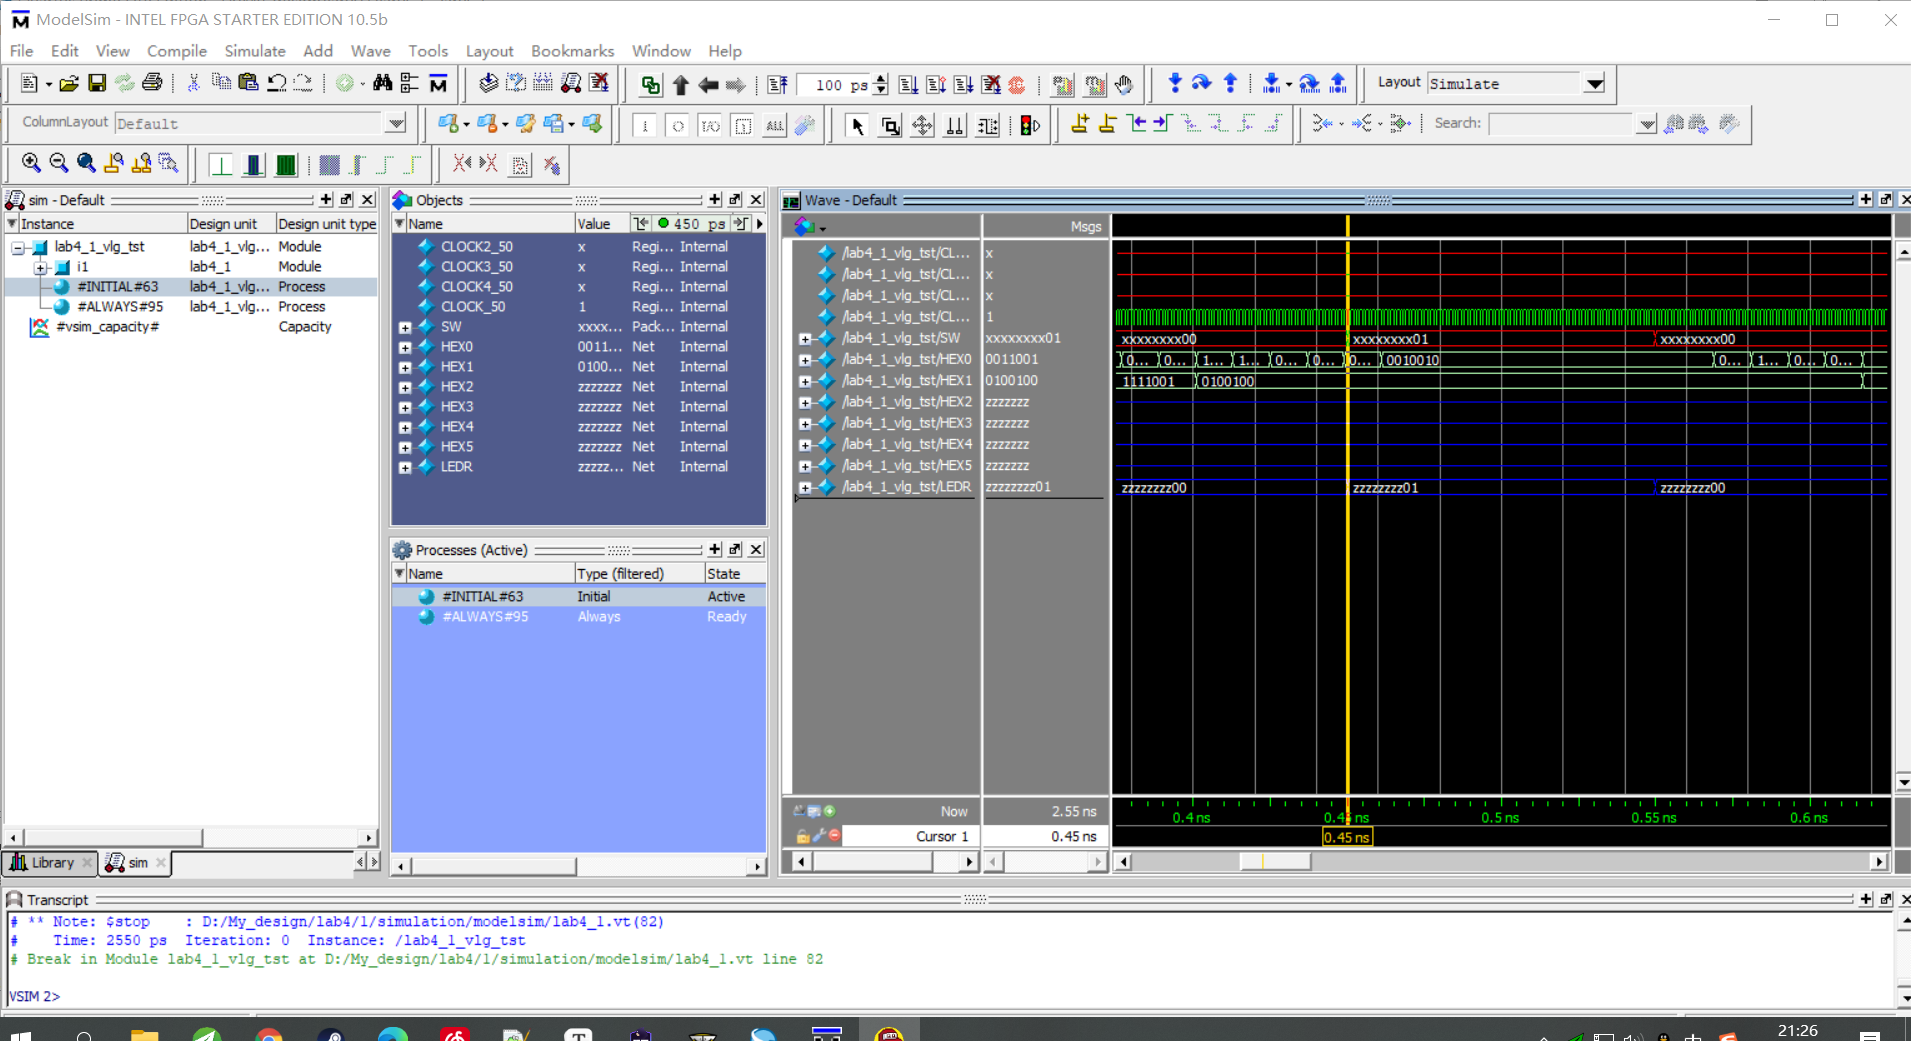 ModelSim - INTEL FPGA STARTER EDITION 10.5b
File Edit View Compile Simulate Add Wave Tools Layout Bookmarks Window Help
100 ps
Layout Simulate
ColumnLayout Default
ALL
Search:
sim - Default
Instance Design unit Design unit type
lab4_1_vlg_tst lab4_1_vlg... Module
i1 lab4_1 Module
#INITIAL#63 lab4_1_vlg... Process
#ALWAYS#95 lab4_1_vlg... Process
#vsim_capacity# Capacity
Library sim
Objects
Name Value 450 ps
CLOCK2_50 x Regi... Internal
CLOCK3_50 x Regi... Internal
CLOCK4_50 x Regi... Internal
CLOCK_50 1 Regi... Internal
SW xxxx... Pack... Internal
HEX0 0011... Net Internal
HEX1 0100... Net Internal
HEX2 zzzzzzz Net Internal
HEX3 zzzzzzz Net Internal
HEX4 zzzzzzz Net Internal
HEX5 zzzzzzz Net Internal
LEDR zzzzz... Net Internal
Processes (Active)
Name Type (filtered) State
#INITIAL#63 Initial Active
#ALWAYS#95 Always Ready
Wave - Default
Msgs
/lab4_1_vlg_tst/CL... x
/lab4_1_vlg_tst/CL... x
/lab4_1_vlg_tst/CL... x
/lab4_1_vlg_tst/CL... 1
/lab4_1_vlg_tst/SW xxxxxxxx01 xxxxxxxx00 xxxxxxxx01 xxxxxxxx00
/lab4_1_vlg_tst/HEX0 0011001 0... 0... 1... 1... 0... 0... 0... 0010010 0... 1... 0... 0...
/lab4_1_vlg_tst/HEX1 0100100 1111001 0100100
/lab4_1_vlg_tst/HEX2 zzzzzzz
/lab4_1_vlg_tst/HEX3 zzzzzzz
/lab4_1_vlg_tst/HEX4 zzzzzzz
/lab4_1_vlg_tst/HEX5 zzzzzzz
/lab4_1_vlg_tst/LEDR zzzzzzzz01 zzzzzzzz00 zzzzzzzz01 zzzzzzzz00
Now 2.55 ns 0.4 ns 0.45 ns 0.5 ns 0.55 ns 0.6 ns
Cursor 1 0.45 ns 0.45 ns
Transcript
# ** Note: $stop : D:/My_design/lab4/1/simulation/modelsim/lab4_1.vt(82)
# Time: 2550 ps Iteration: 0 Instance: /lab4_1_vlg_tst
# Break in Module lab4_1_vlg_tst at D:/My_design/lab4/1/simulation/modelsim/lab4_1.vt line 82
VSIM 2>
21:26